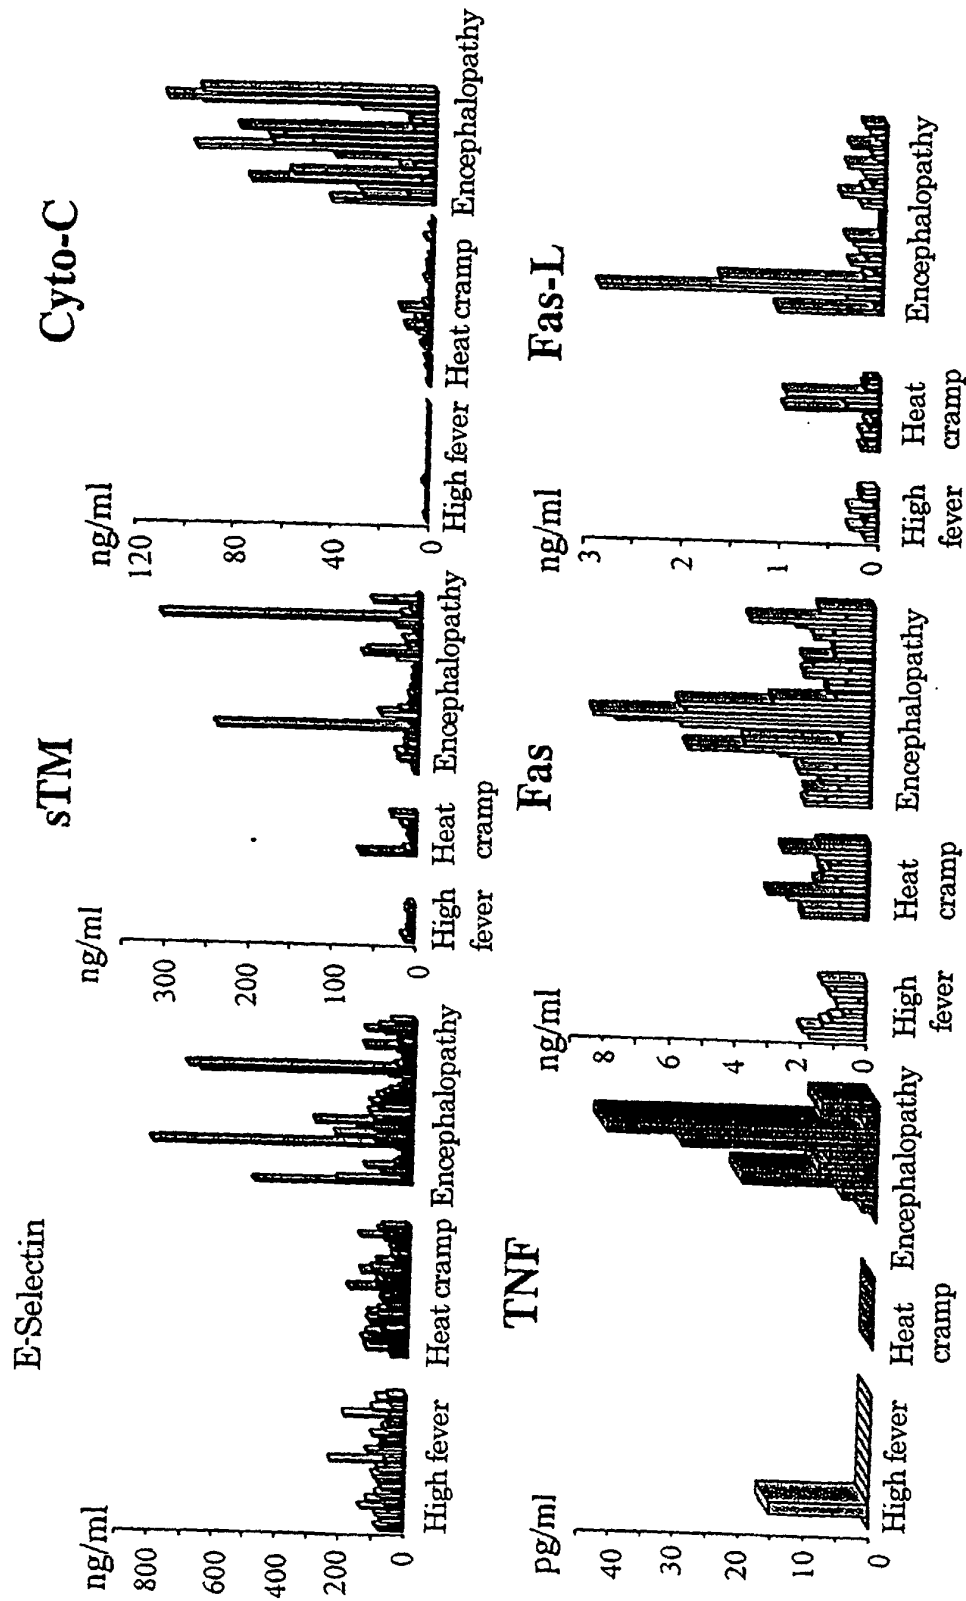 E-Selectin
ng/ml
800
600
400
200
0
High fever
Heat cramp
Encephalopathy
sTM
ng/ml
300
200
100
0
High
fever
Heat
cramp
Encephalopathy
Cyto-C
ng/ml
120
80
40
0
High fever
Heat cramp
Encephalopathy
TNF
pg/ml
40
30
20
10
0
High fever
Heat
cramp
Encephalopathy
Fas
ng/ml
8
6
4
2
0
High
fever
Heat
cramp
Encephalopathy
Fas-L
ng/ml
3
2
1
0
High
fever
Heat
cramp
Encephalopathy